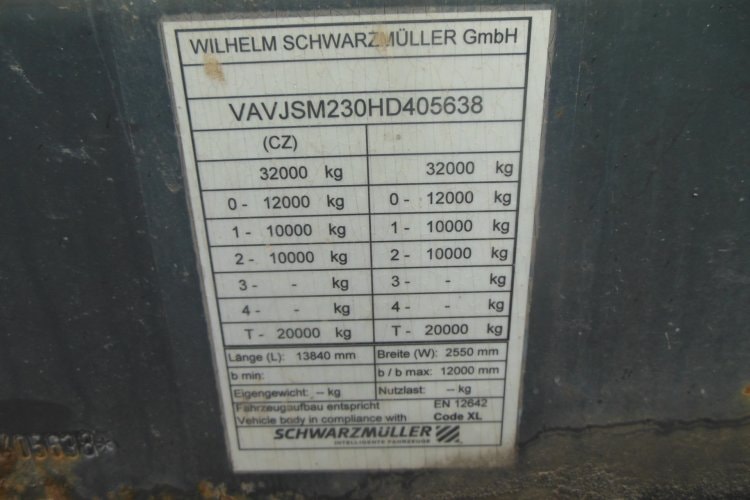 WILHELM SCHWARZMÜLLER GmbH
VAVJSM230HD405638
(CZ)
32000 kg 32000 kg
0 - 12000 kg 0 - 12000 kg
1 - 10000 kg 1 - 10000 kg
2 - 10000 kg 2 - 10000 kg
3 - - kg 3 - - kg
4 - - kg 4 - - kg
T - 20000 kg T - 20000 kg
Länge (L): 13840 mm Breite (W): 2550 mm
b min: b / b max: 12000 mm
Eigengewicht: -- kg Nutzlast: -- kg
Fahrzeugaufbau entspricht EN 12642
Vehicle body in compliance with Code XL
SCHWARZMÜLLER
INTELLIGENTE FAHRZEUGE
405638